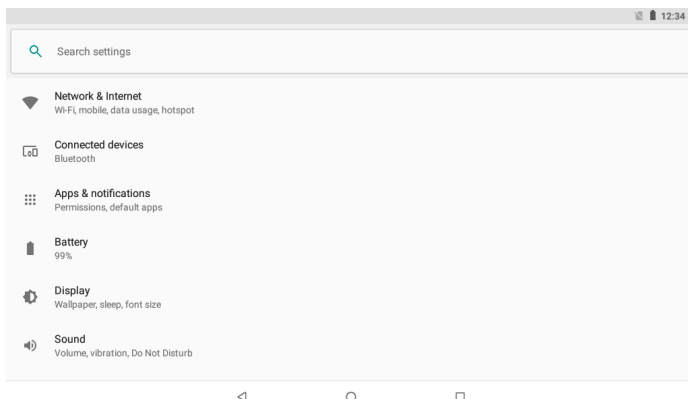 12:34
Search settings
Network & Internet
Wi-Fi, mobile, data usage, hotspot
Connected devices
Bluetooth
Apps & notifications
Permissions, default apps
Battery
99%
Display
Wallpaper, sleep, font size
Sound
Volume, vibration, Do Not Disturb